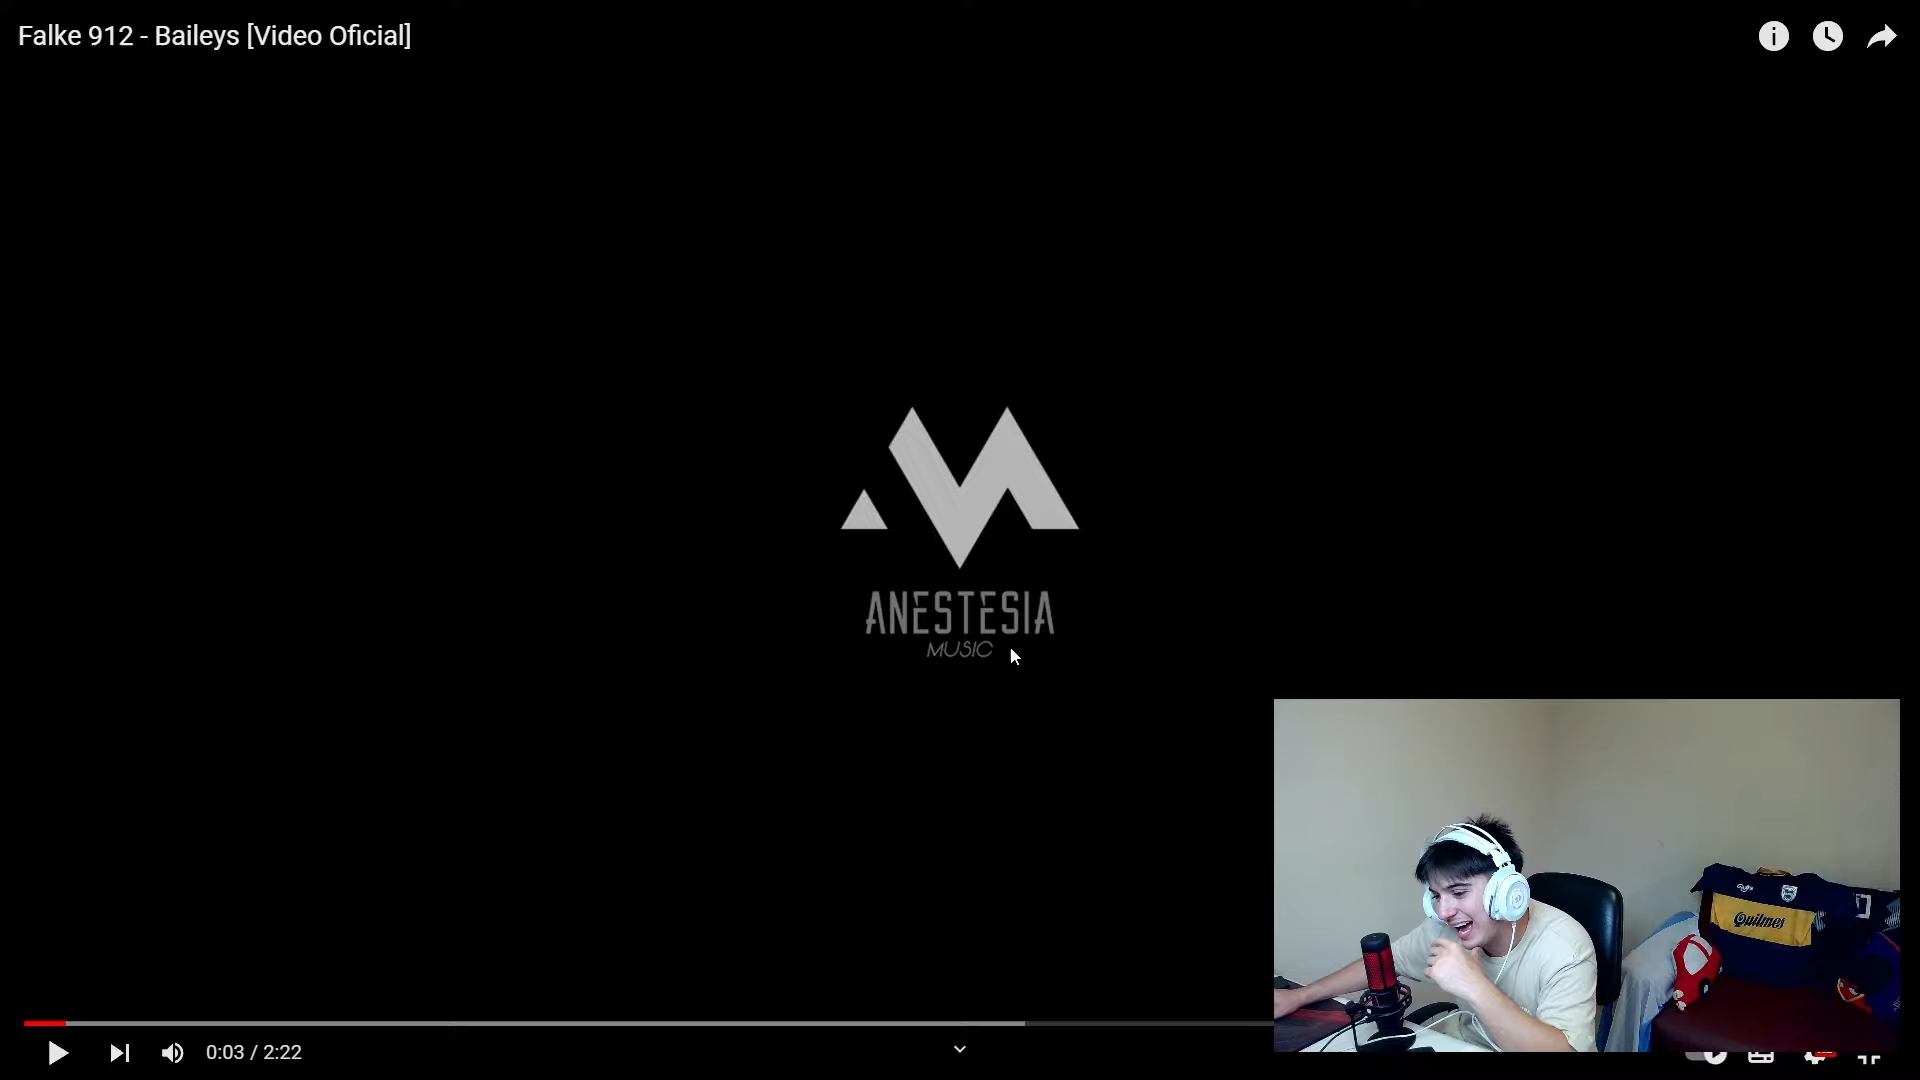 Falke 912 - Baileys [Video Oficial]
ANESTESIA
MUSIC
Quilmes
0:03 / 2:22